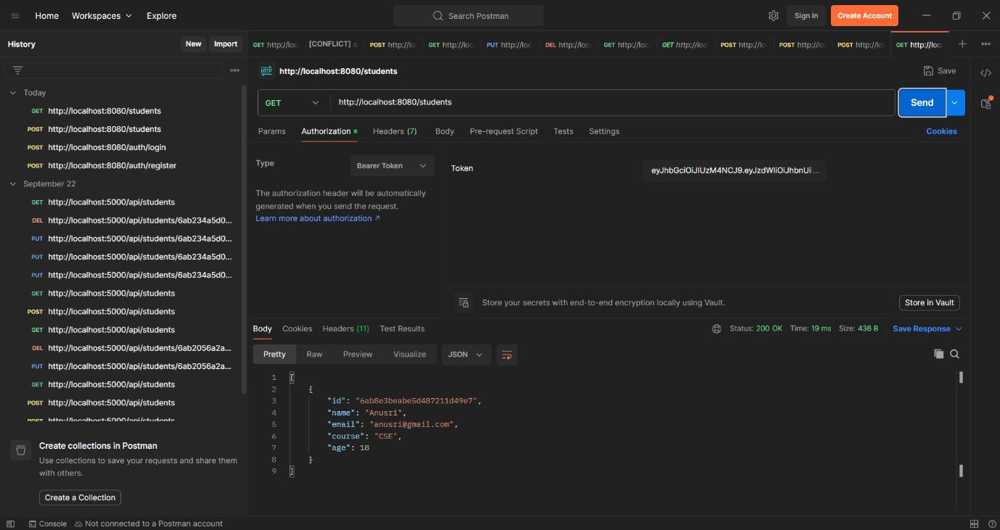 Home Workspaces Explore
Search Postman
Sign In Create Account
History New Import
GET http://loc [CONFLICT] POST http://lo GET http://loc PUT http://loc DEL http://loc GET http://loc GET http://loc POST http://lo POST http://lo POST http://lo GET http://loc
HTTP http://localhost:8080/students Save
GET http://localhost:8080/students Send
Params Authorization Headers (7) Body Pre-request Script Tests Settings Cookies
Type Bearer Token
The authorization header will be automatically
generated when you send the request.
Learn more about authorization ↗
Token
Store your secrets with end-to-end encryption locally using Vault. Store in Vault
Today
GET http://localhost:8080/students
POST http://localhost:8080/students
POST http://localhost:8080/auth/login
POST http://localhost:8080/auth/register
September 22
GET http://localhost:5000/api/students
DEL http://localhost:5000/api/students/6ab234a5d0...
PUT http://localhost:5000/api/students/6ab234a5d0...
PUT http://localhost:5000/api/students/6ab234a5d0...
PUT http://localhost:5000/api/students/6ab234a5d0...
GET http://localhost:5000/api/students
POST http://localhost:5000/api/students
GET http://localhost:5000/api/students
DEL http://localhost:5000/api/students/6ab2056a2a...
PUT http://localhost:5000/api/students/6ab2056a2a...
GET http://localhost:5000/api/students
POST http://localhost:5000/api/students
POST http://localhost:5000/api/students
Create collections in Postman
Use collections to save your requests and share them
with others.
Create a Collection
Body Cookies Headers (11) Test Results Status: 200 OK Time: 19 ms Size: 436 B Save Response
Pretty Raw Preview Visualize JSON
1 [
2 {
3 "id": "6ab8e3beabe5d487211d49e7",
4 "name": "Anusri",
5 "email": "anusri@gmail.com",
6 "course": "CSE",
7 "age": 18
8 }
9 ]
Console Not connected to a Postman account